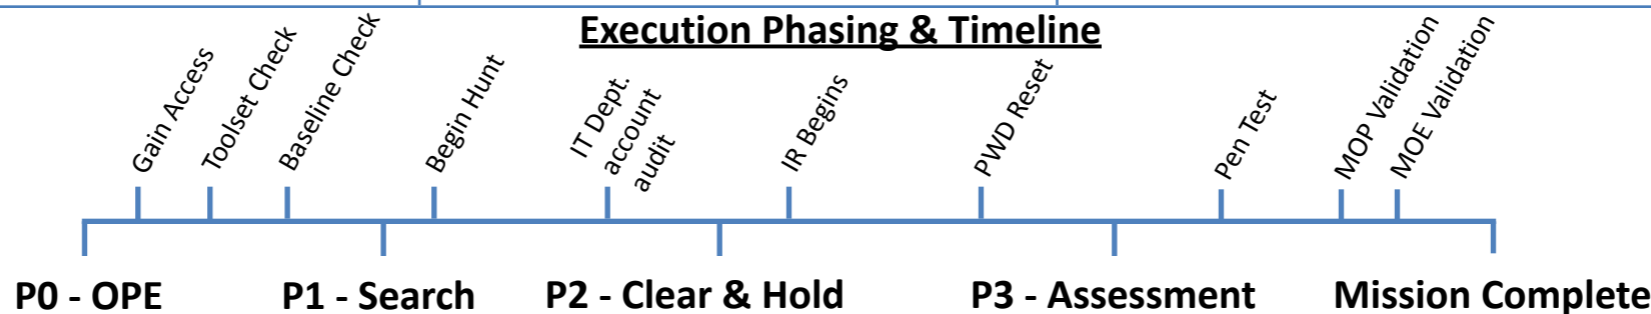 Execution Phasing & Timeline
Gain Access
Toolset Check
Baseline Check
Begin Hunt
IT Dept.
account
audit
IR Begins
PWD Reset
Pen Test
MOP Validation
MOE Validation
P0 - OPE
P1 - Search
P2 - Clear & Hold
P3 - Assessment
Mission Complete